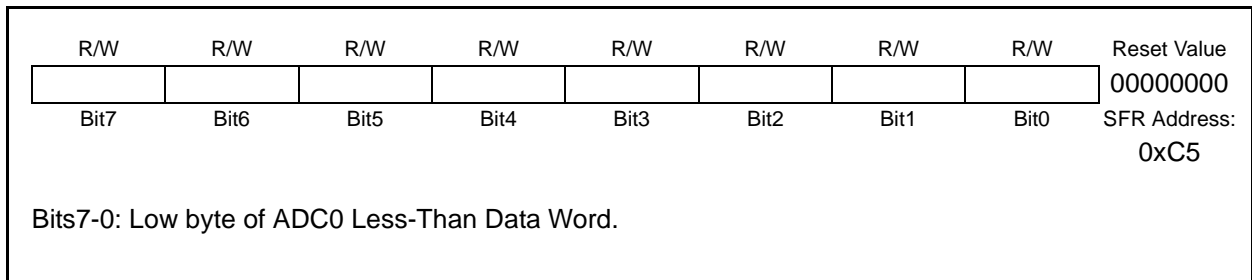 R/W R/W R/W R/W R/W R/W R/W R/W Reset Value
00000000
Bit7 Bit6 Bit5 Bit4 Bit3 Bit2 Bit1 Bit0 SFR Address:
0xC5
Bits7-0: Low byte of ADC0 Less-Than Data Word.